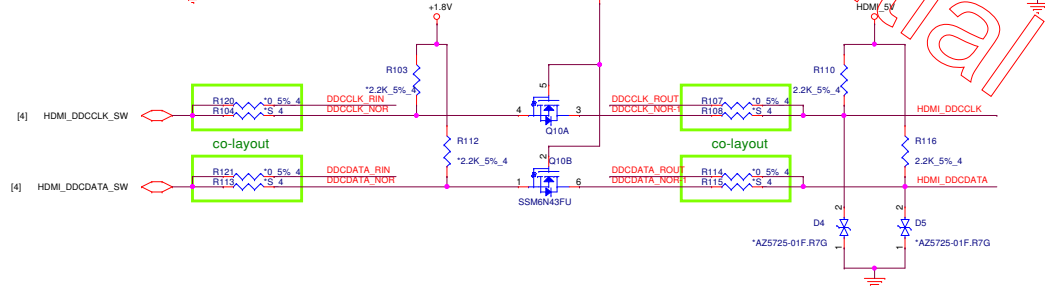 +1.8V
HDMI_5V
R103
*2.2K_5%_4
5
R110
2.2K_5%_4
R120 *0_5%_4
DDCCLK_RIN
DDCCLK_ROUT
R107 *0_5%_4
[4] HDMI_DDCCLK_SW
R104 *S_4
DDCCLK_NOR
4
3
DDCCLK_NOR-1
R108 *S_4
HDMI_DDCCLK
Q10A
co-layout
R112
*2.2K_5%_4
2
Q10B
co-layout
R116
2.2K_5%_4
R121 *0_5%_4
DDCDATA_RIN
DDCDATA_ROUT
R114 *0_5%_4
[4] HDMI_DDCDATA_SW
R113 *S_4
DDCDATA_NOR
1
6
DDCDATA_NOR-1
R115 *S_4
HDMI_DDCDATA
SSM6N43FU
2
2
D4
D5
*AZ5725-01F.R7G
*AZ5725-01F.R7G
1
1